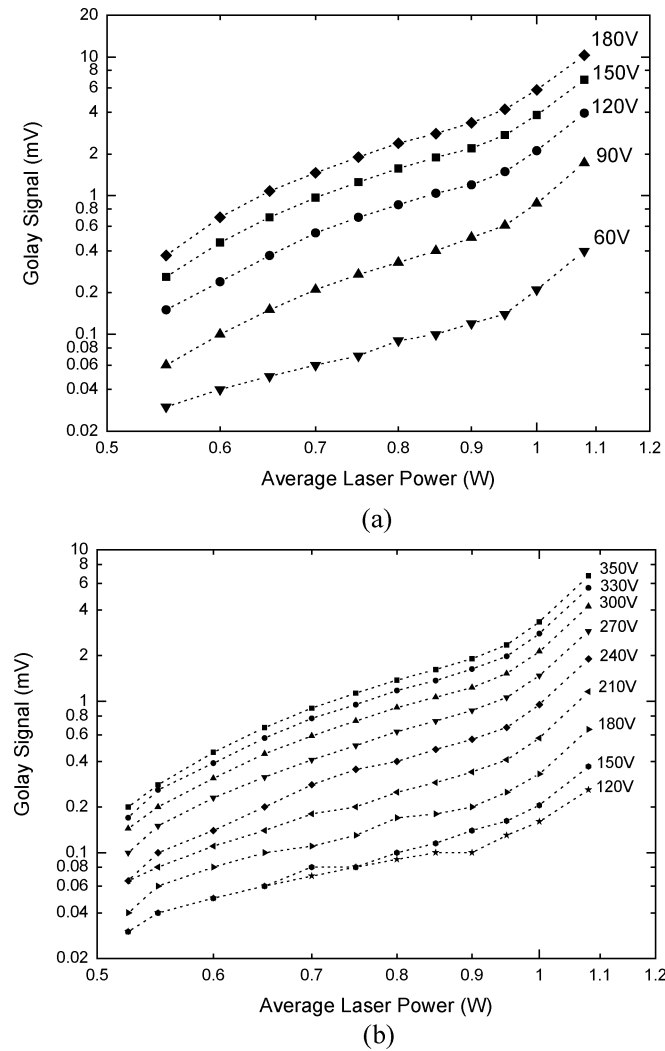 20
180V
8
150V
6
4
120V
2
90V
1
0.8
0.6
60V
0.4
0.2
0.1
0.08
0.06
0.04
0.02
Golay Signal (mV)
0.5 0.6 0.7 0.8 0.9 1 1.1 1.2
Average Laser Power (W)
(a)
10
8
350V
6
330V
4
300V
270V
2
240V
1
210V
0.8
0.6
180V
0.4
150V
0.2
120V
0.1
0.08
0.06
0.04
0.02
Golay Signal (mV)
0.5 0.6 0.7 0.8 0.9 1 1.1 1.2
Average Laser Power (W)
(b)